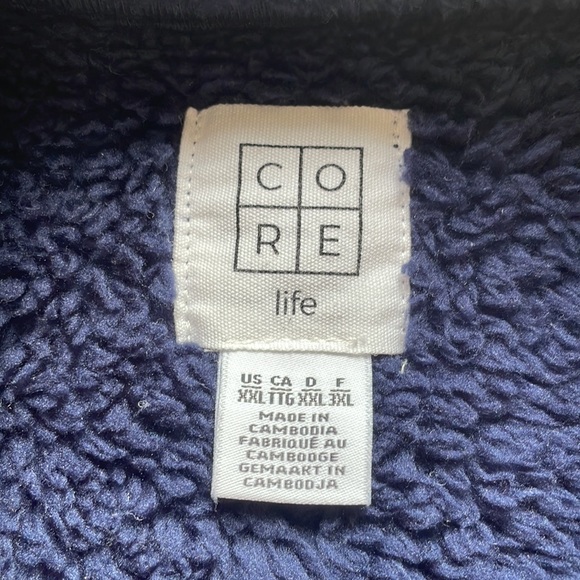 C O
R E
life
US CA D F
XXL TTG XXL 3XL
MADE IN
CAMBODIA
FABRIQUÉ AU
CAMBODGE
GEMAART IN
CAMBODJA